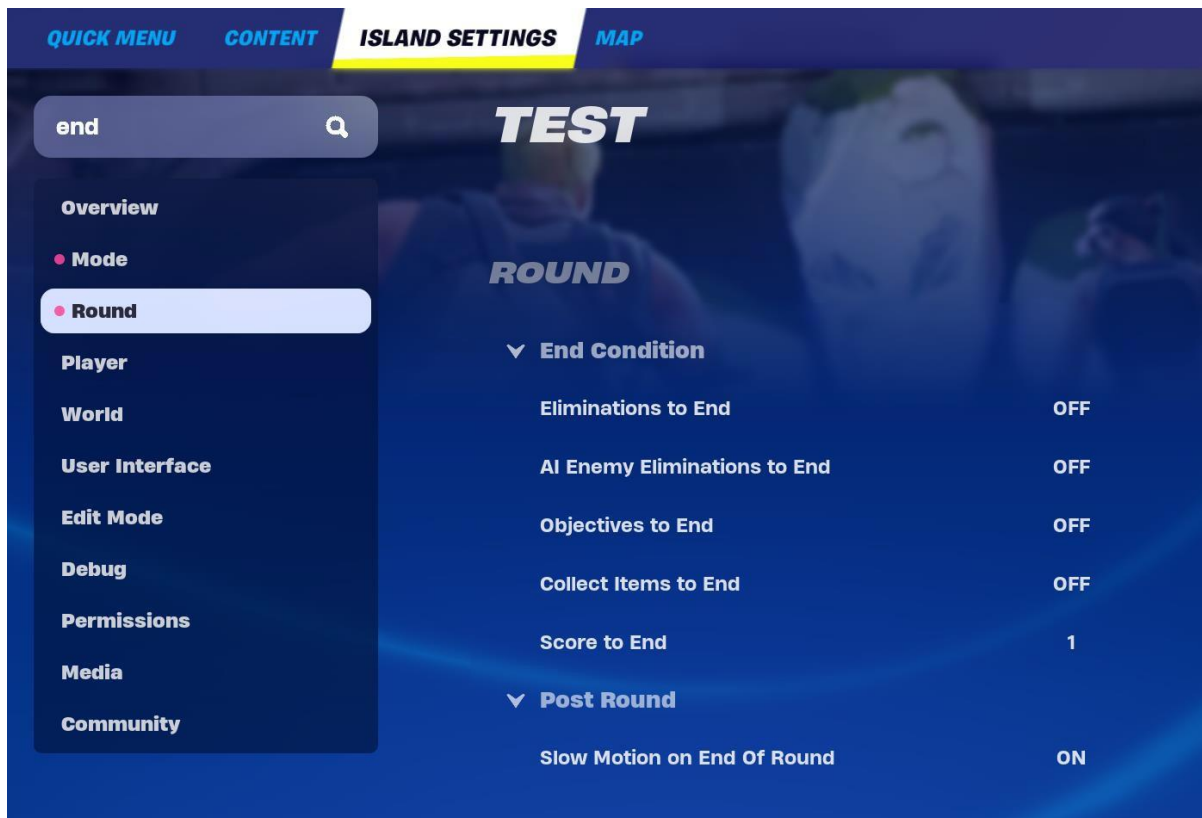 QUICK MENU CONTENT ISLAND SETTINGS MAP
end
TEST
Overview
Mode
Round
Player
World
User Interface
Edit Mode
Debug
Permissions
Media
Community
ROUND
End Condition
Eliminations to End OFF
AI Enemy Eliminations to End OFF
Objectives to End OFF
Collect Items to End OFF
Score to End 1
Post Round
Slow Motion on End Of Round ON